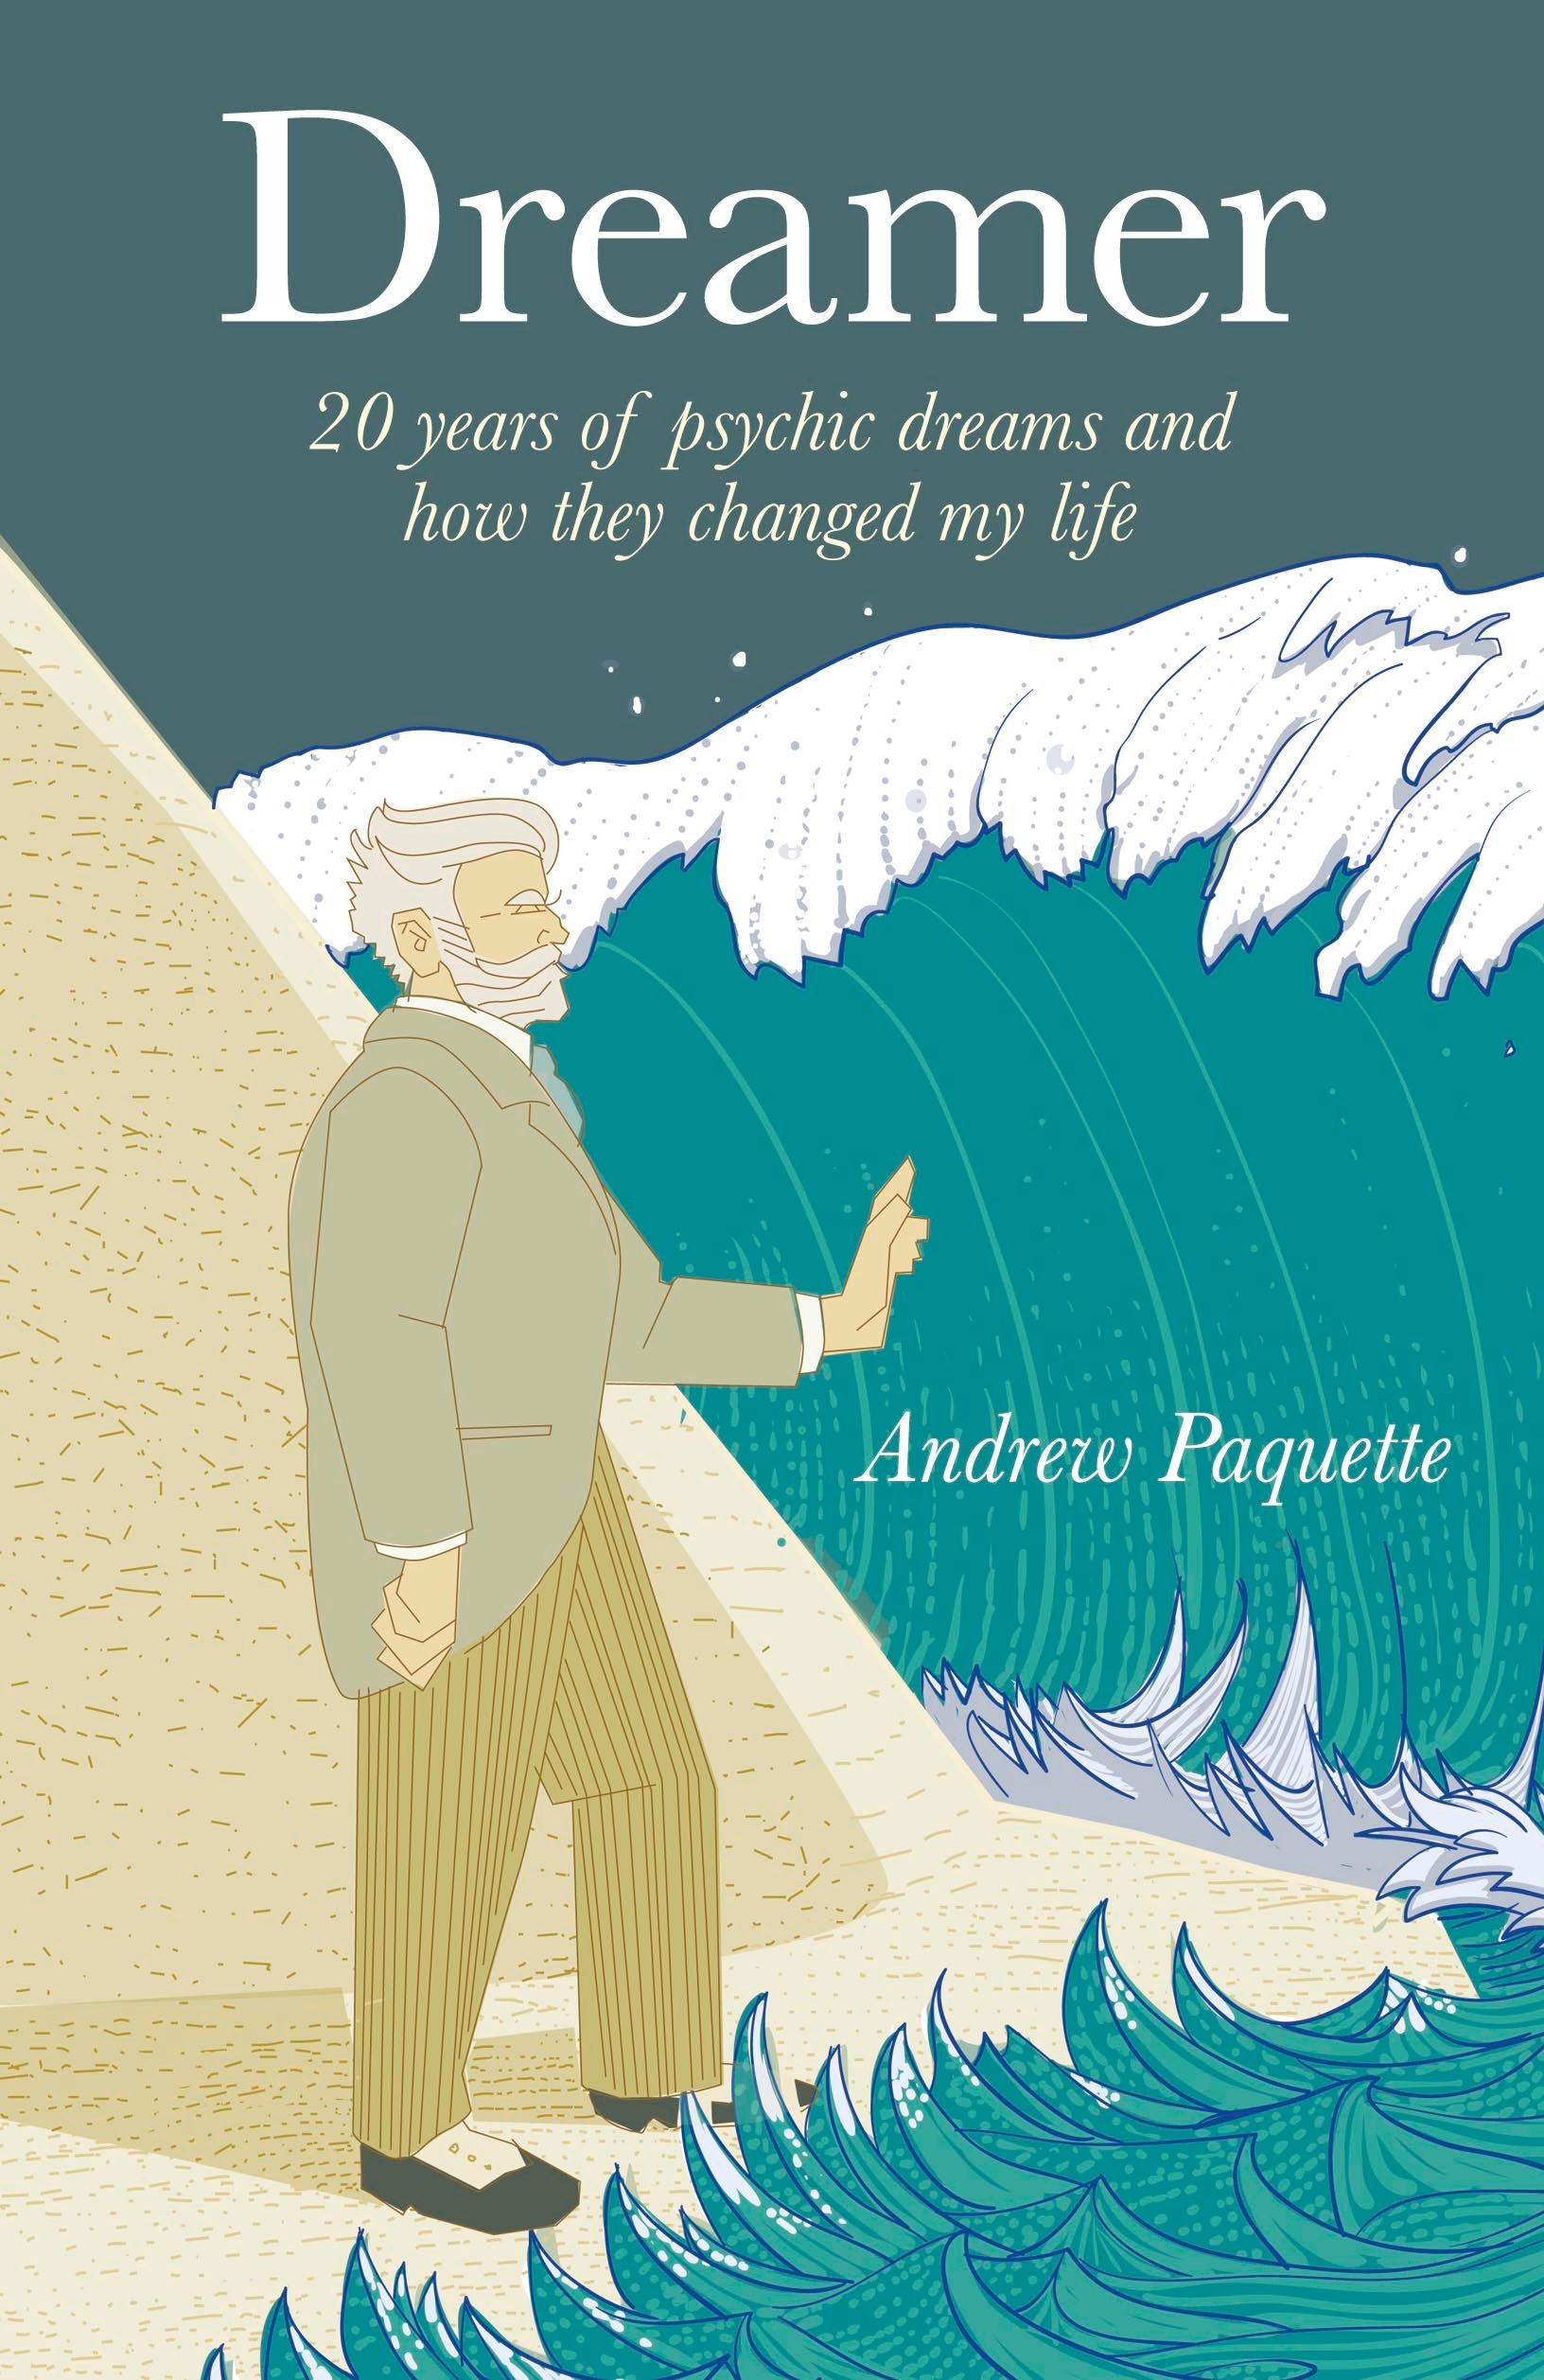 Dreamer
20 years of psychic dreams and
how they changed my life
Andrew Paquette